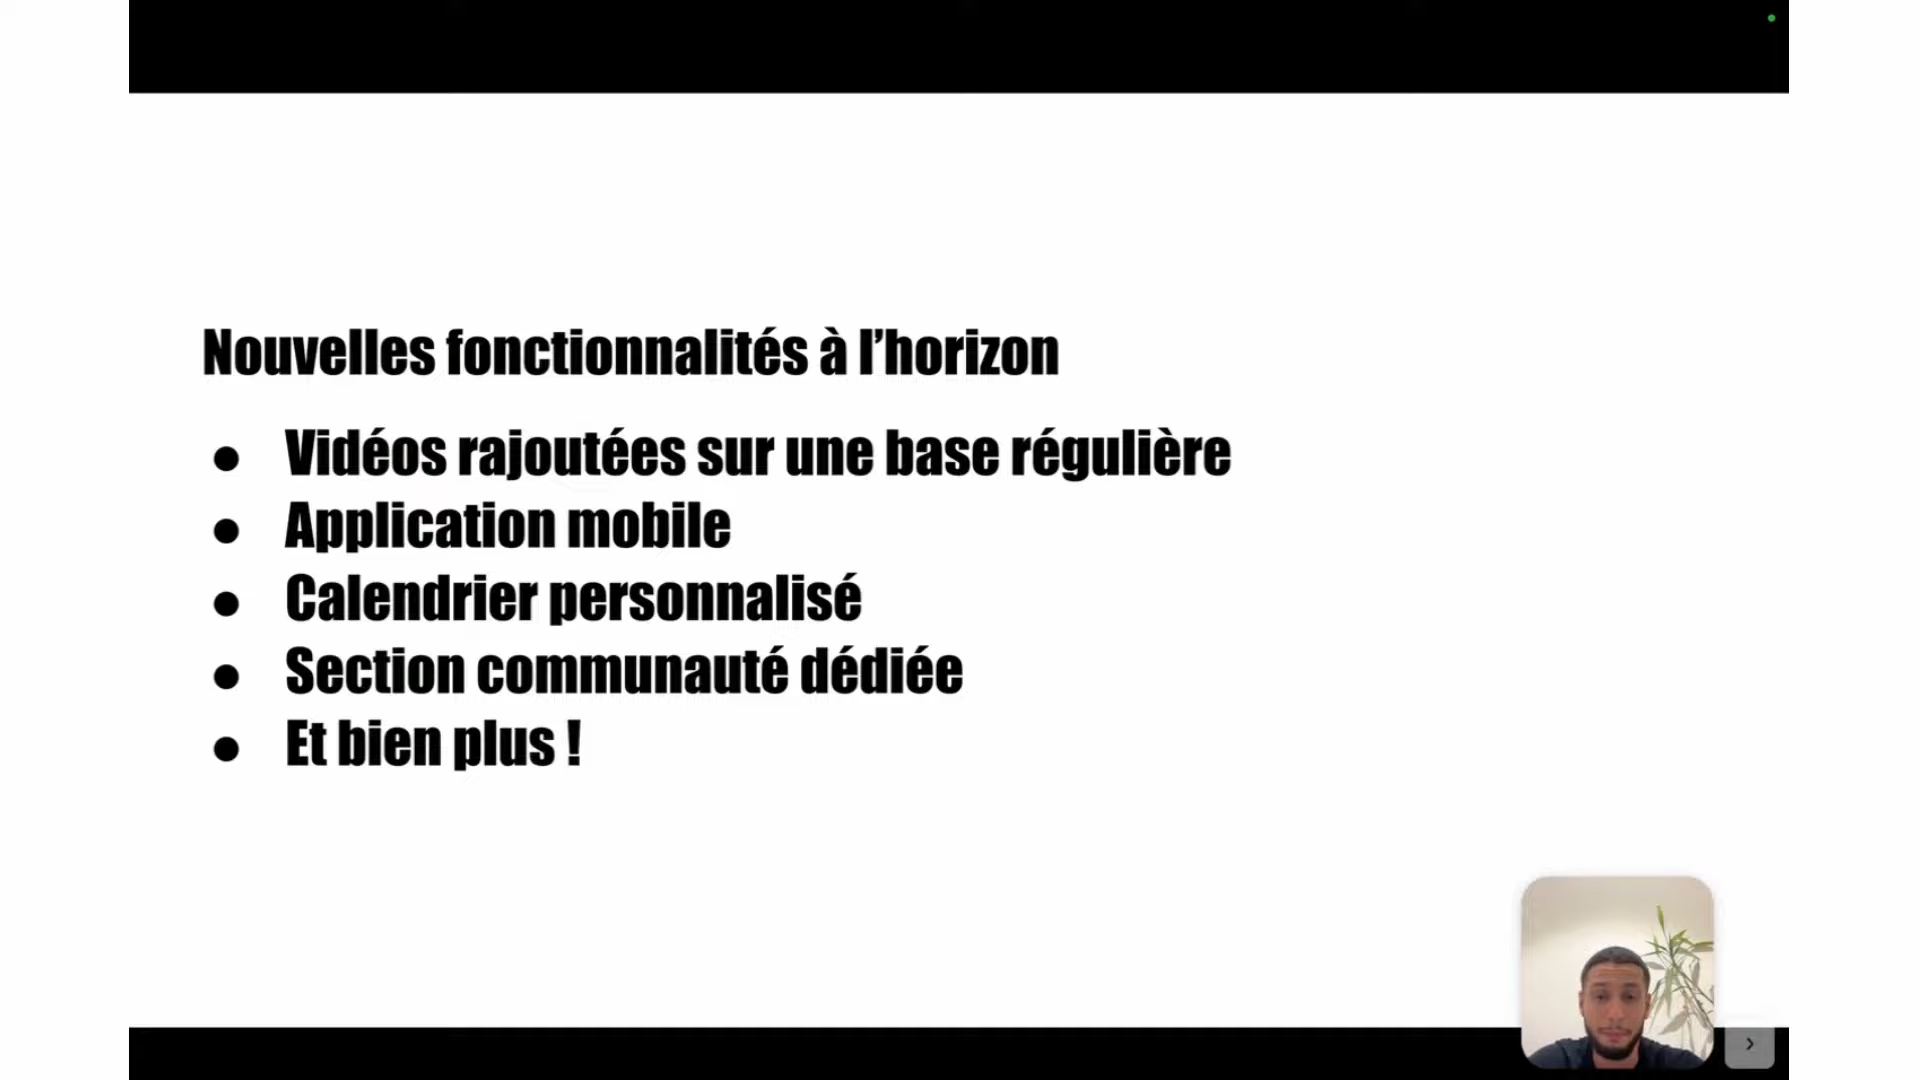 Nouvelles fonctionnalités à l’horizon
● Vidéos rajoutées sur une base régulière
● Application mobile
● Calendrier personnalisé
● Section communauté dédiée
● Et bien plus !